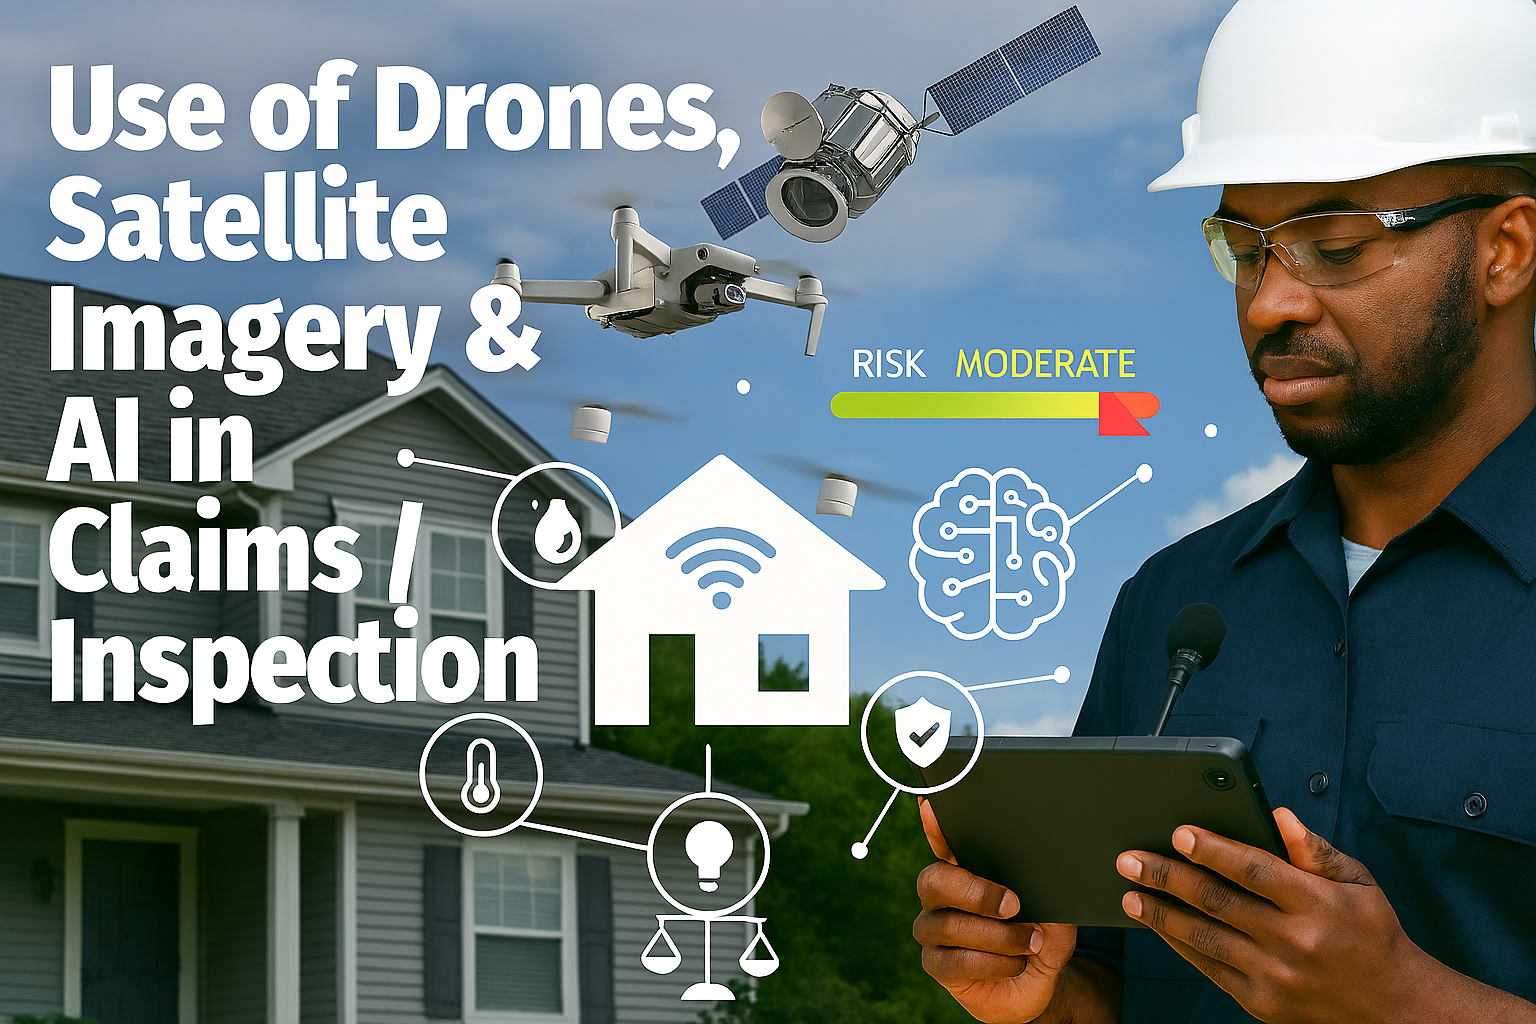 Use of Drones,
Satellite
Imagery &
AI in
Claims /
Inspection
RISK MODERATE